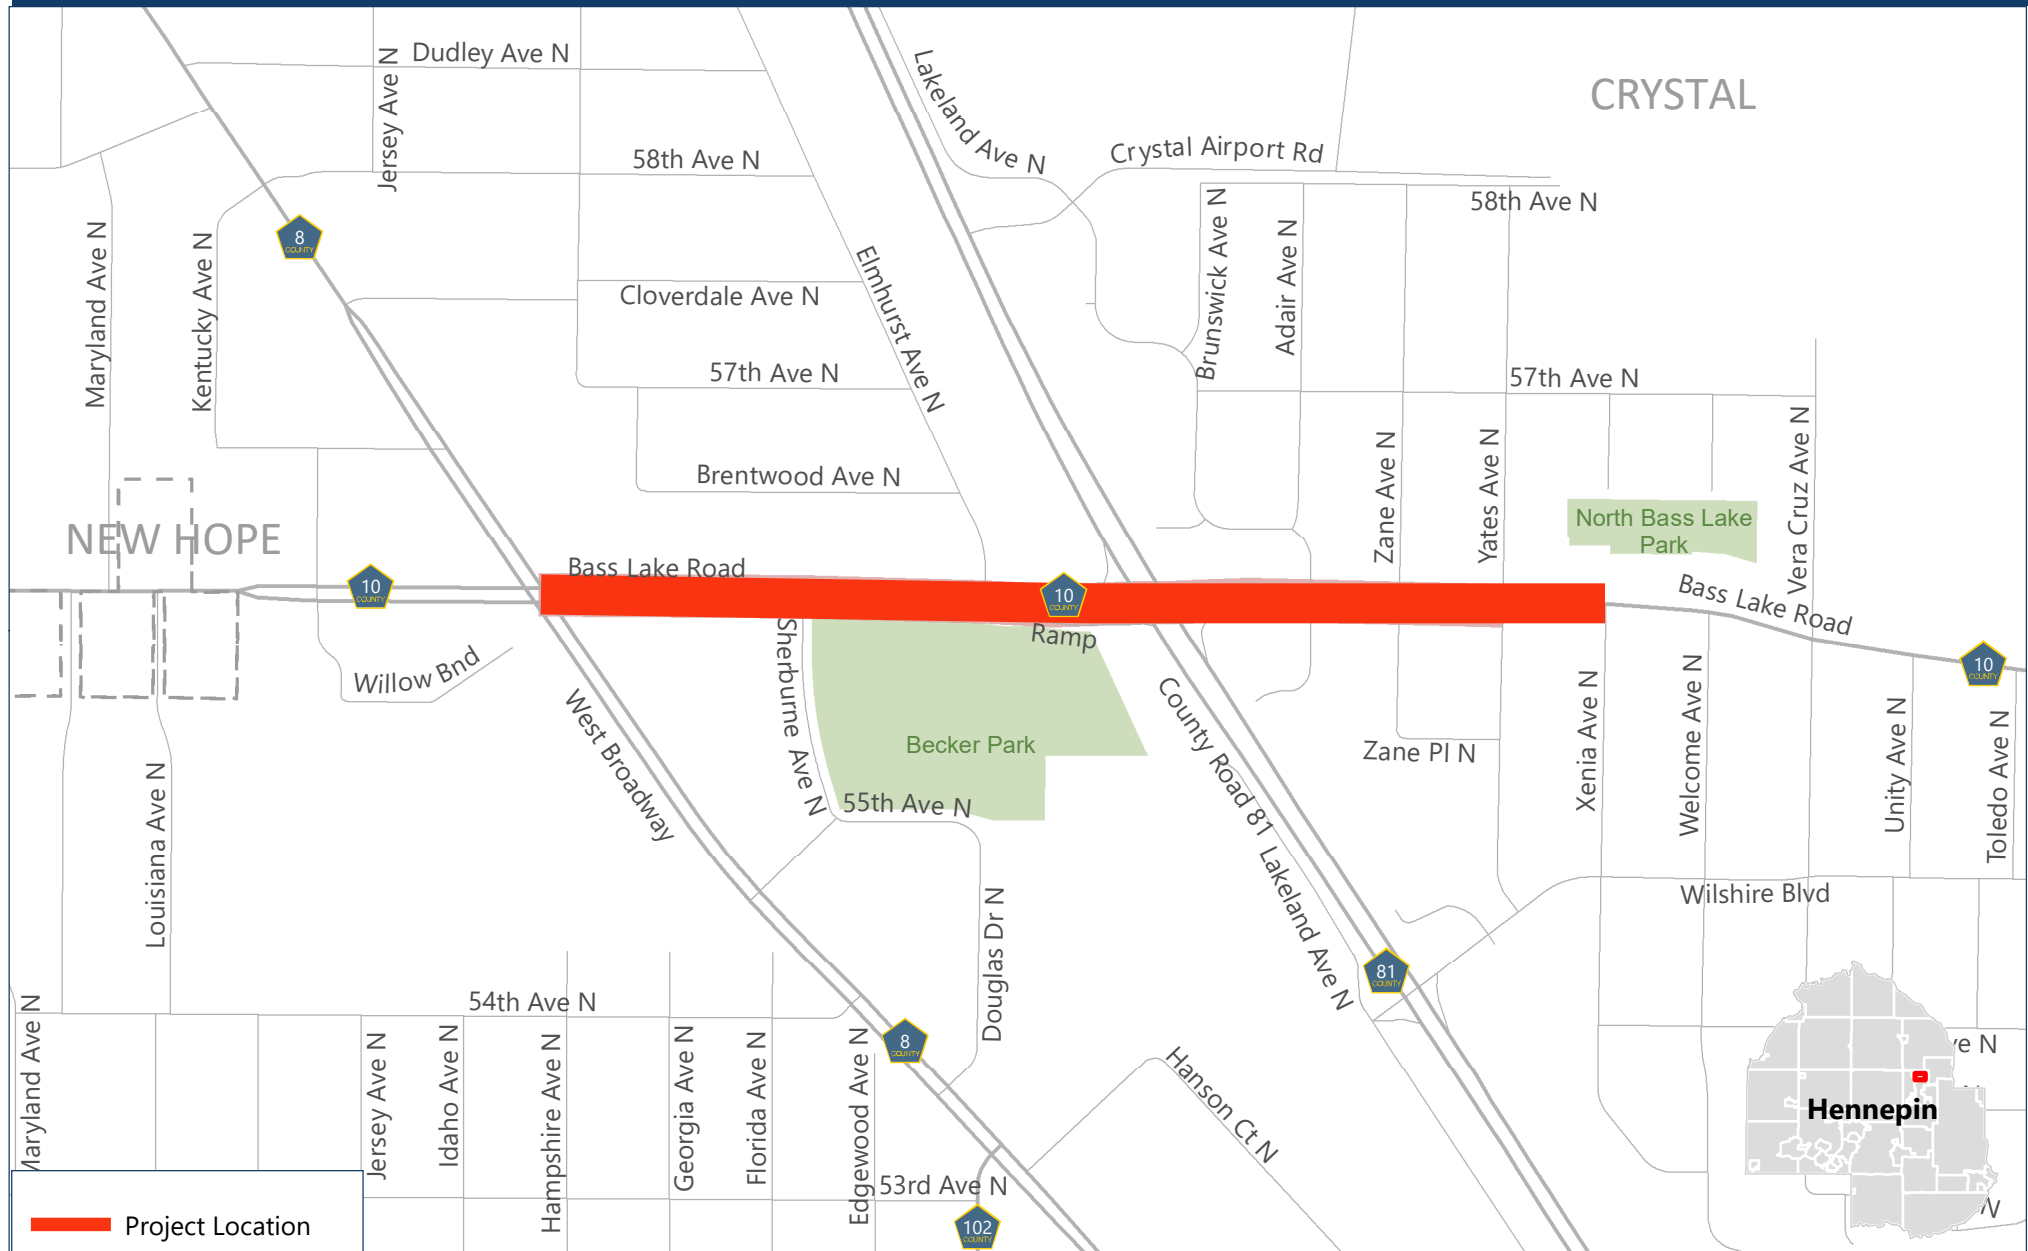 Dudley Ave N
Jersey Ave N
Lakeland Ave N
CRYSTAL
58th Ave N
Crystal Airport Rd
58th Ave N
8
COUNTY
Maryland Ave N
Kentucky Ave N
Elmhurst Ave N
Brunswick Ave N
Adair Ave N
Cloverdale Ave N
57th Ave N
57th Ave N
Brentwood Ave N
Zane Ave N
Yates Ave N
Vera Cruz Ave N
North Bass Lake
Park
NEW HOPE
Bass Lake Road
10
COUNTY
10
COUNTY
Bass Lake Road
Ramp
10
COUNTY
Willow Bnd
Sherburne Ave N
West Broadway
Becker Park
County Road 81
Zane Pl N
Xenia Ave N
Welcome Ave N
Unity Ave N
Toledo Ave N
Louisiana Ave N
55th Ave N
Lakeland Ave N
Wilshire Blvd
Douglas Dr N
81
COUNTY
54th Ave N
Maryland Ave N
8
COUNTY
Jersey Ave N
Idaho Ave N
Hampshire Ave N
Georgia Ave N
Florida Ave N
Edgewood Ave N
Hanson Ct N
ve N
Hennepin
53rd Ave N
N
102
COUNTY
Project Location